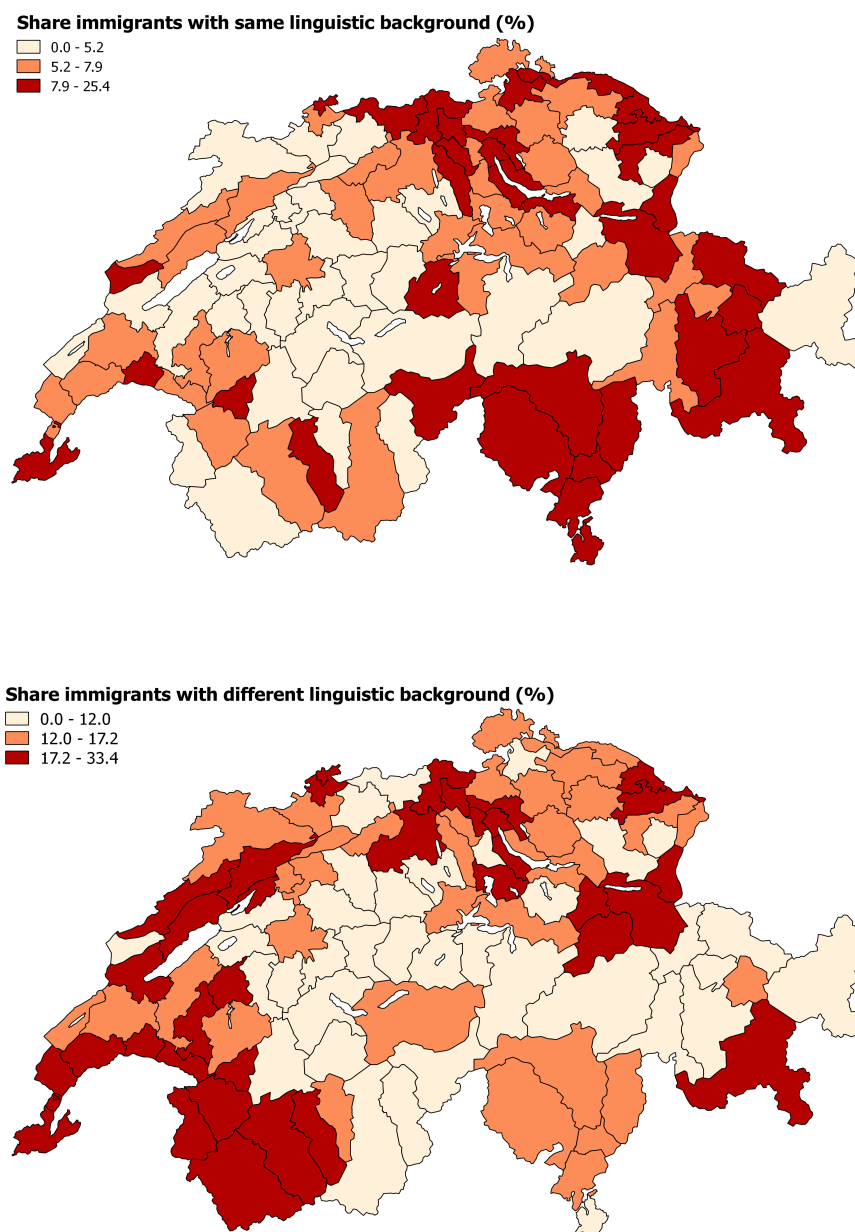 Share immigrants with same linguistic background (%)
0.0 - 5.2
5.2 - 7.9
7.9 - 25.4
Share immigrants with different linguistic background (%)
0.0 - 12.0
12.0 - 17.2
17.2 - 33.4